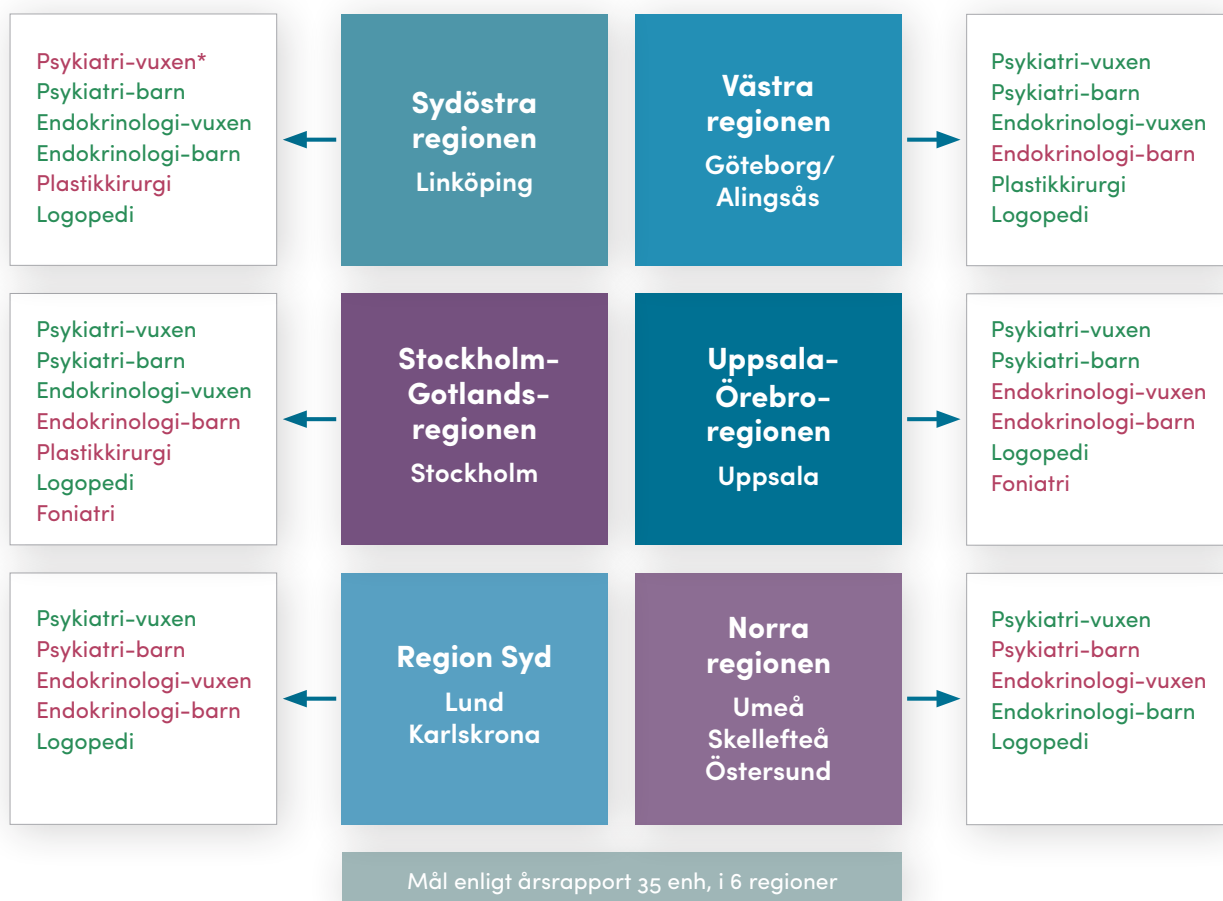 Psykiatri-vuxen*
Psykiatri-barn
Endokrinologi-vuxen
Endokrinologi-barn
Plastikkirurgi
Logopedi
Sydöstra
regionen
Linköping
Västra
regionen
Göteborg/
Alingsås
Psykiatri-vuxen
Psykiatri-barn
Endokrinologi-vuxen
Endokrinologi-barn
Plastikkirurgi
Logopedi
Psykiatri-vuxen
Psykiatri-barn
Endokrinologi-vuxen
Endokrinologi-barn
Plastikkirurgi
Logopedi
Foniatri
Stockholm-
Gotlands-
regionen
Stockholm
Uppsala-
Örebro-
regionen
Uppsala
Psykiatri-vuxen
Psykiatri-barn
Endokrinologi-vuxen
Endokrinologi-barn
Logopedi
Foniatri
Psykiatri-vuxen
Psykiatri-barn
Endokrinologi-vuxen
Endokrinologi-barn
Logopedi
Region Syd
Lund
Karlskrona
Norra
regionen
Umeå
Skellefteå
Östersund
Psykiatri-vuxen
Psykiatri-barn
Endokrinologi-vuxen
Endokrinologi-barn
Logopedi
Mål enligt årsrapport 35 enh, i 6 regioner